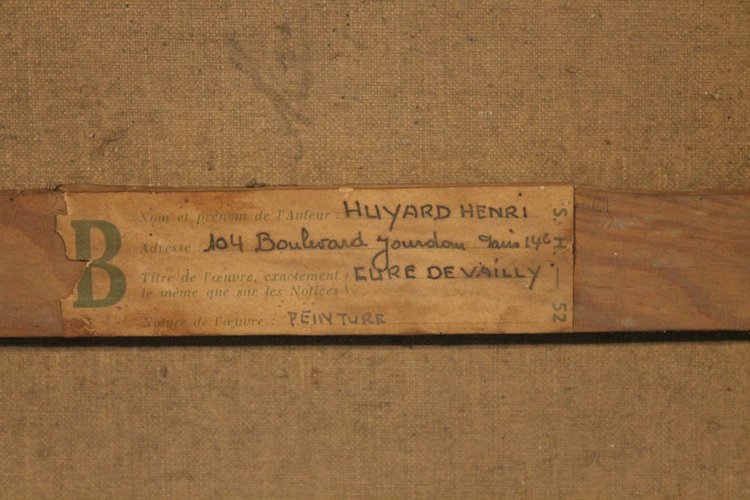 B
Nom et prénom de l'Auteur : HUYARD HENRI
Adresse : 104 Boulevard Jourdan Paris 14e
Titre de l'œuvre, exactement CURE DE VAILLY
le même que sur les Notices
Nature de l'œuvre : PEINTURE
S. H. — 52